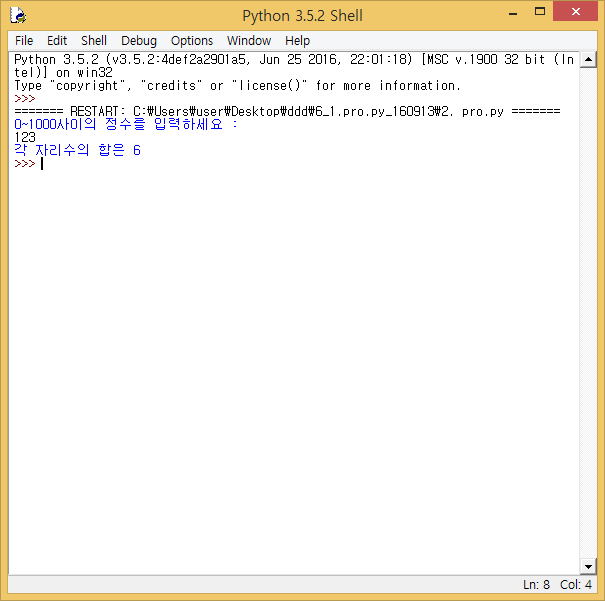 Python 3.5.2 Shell
File Edit Shell Debug Options Window Help
Python 3.5.2 (v3.5.2:4def2a2901a5, Jun 25 2016, 22:01:18) [MSC v.1900 32 bit (In
tel)] on win32
Type "copyright", "credits" or "license()" for more information.
>>>
======= RESTART: C:₩Users₩user₩Desktop₩ddd₩6_1.pro.py_160913₩2. pro.py =======
0~1000사이의 정수를 입력하세요 :
123
각 자리수의 합은 6
>>>
Ln: 8 Col: 4